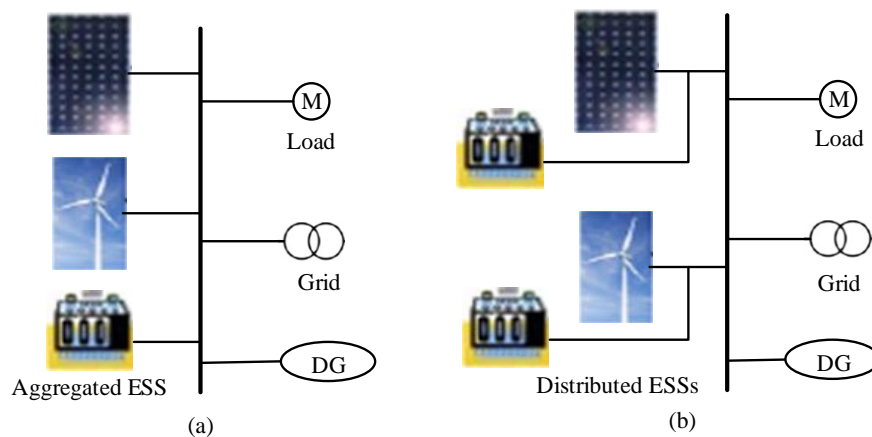 M
Load
Grid
DG
Aggregated ESS
(a)
M
Load
Grid
DG
Distributed ESSs
(b)